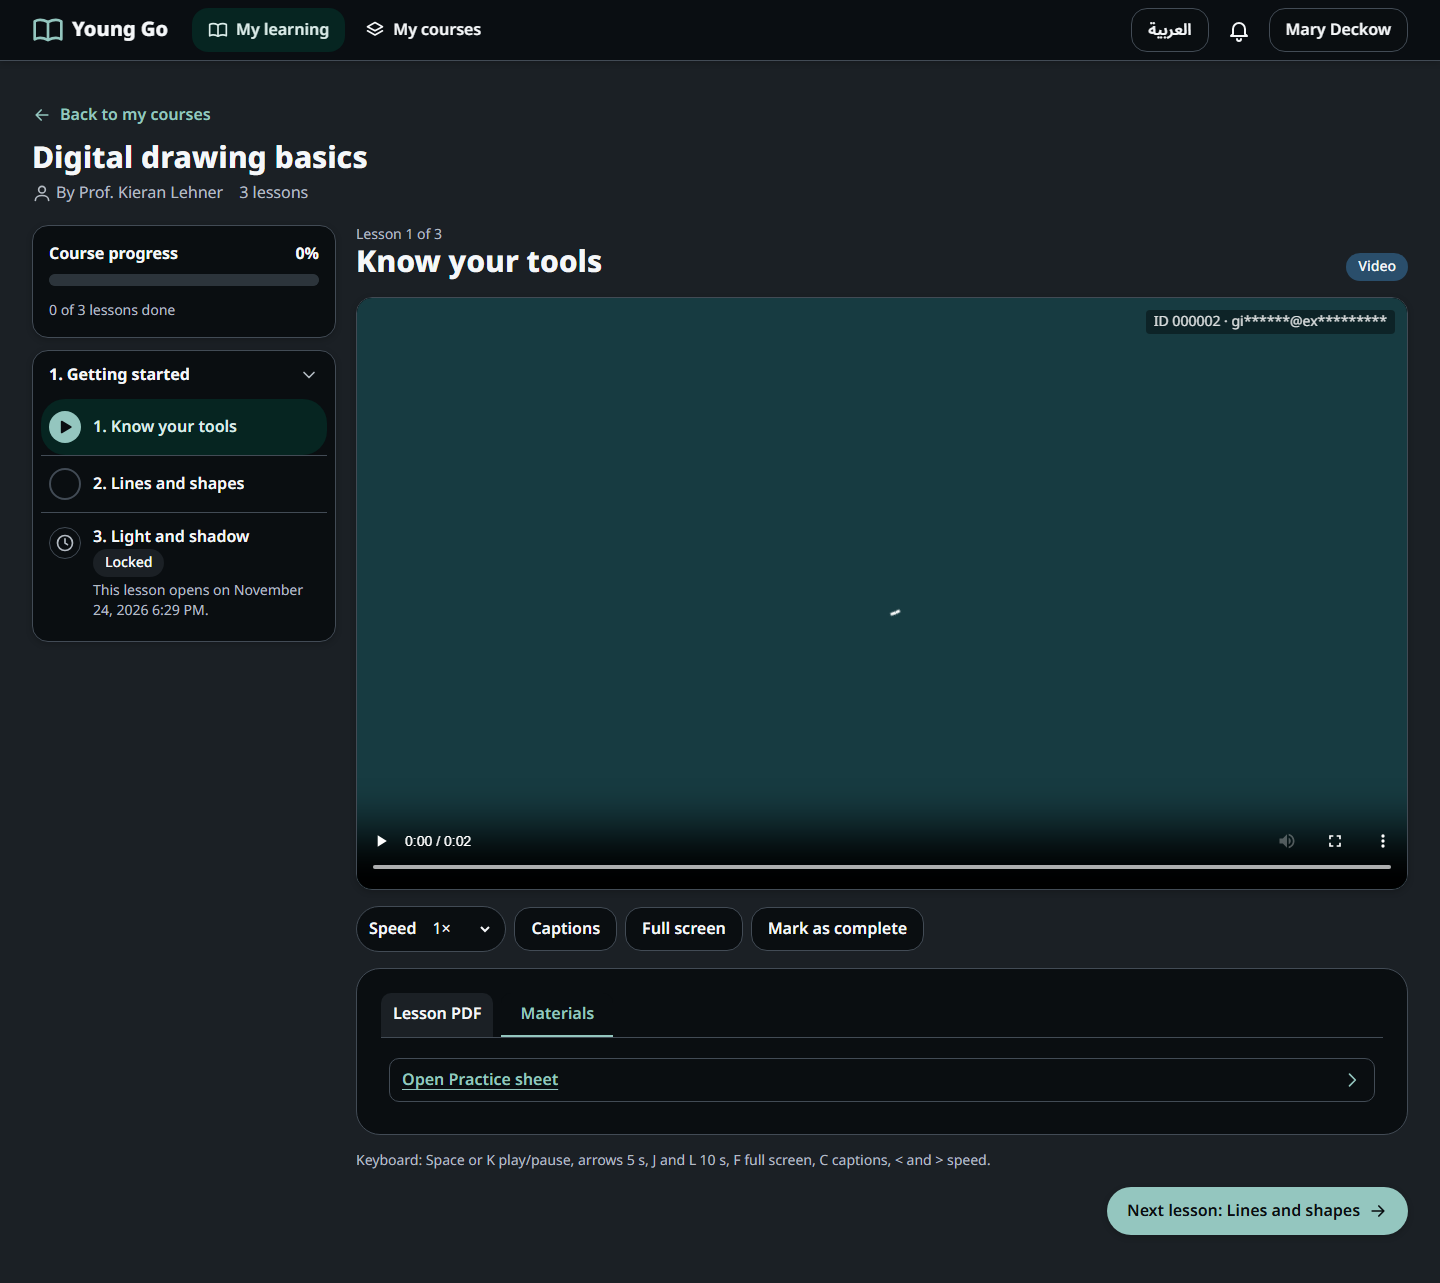 Young Go
My learning
My courses
العربية
Mary Deckow
Back to my courses
Digital drawing basics
By Prof. Kieran Lehner
3 lessons
Course progress
0%
0 of 3 lessons done
1. Getting started
1. Know your tools
2. Lines and shapes
3. Light and shadow
Locked
This lesson opens on November
24, 2026 6:29 PM.
Lesson 1 of 3
Know your tools
Video
ID 000002 · gi******@ex*********
0:00 / 0:02
Speed 1×
Captions
Full screen
Mark as complete
Lesson PDF
Materials
Open Practice sheet
Keyboard: Space or K play/pause, arrows 5 s, J and L 10 s, F full screen, C captions, < and > speed.
Next lesson: Lines and shapes